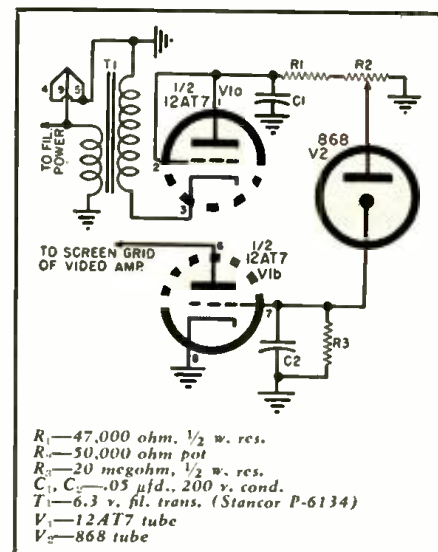 4 9 5
T1
TO FIL. POWER
1/2
12AT7
V1a
1
2
3
C1
R1
R2
868
V2
TO SCREEN GRID
OF VIDEO AMP.
6
1/2
12AT7
V1b
7
8
C2
R3
R1—47,000 ohm, 1/2 w. res.
R2—50,000 ohm pot
R3—20 megohm, 1/2 w. res.
C1, C2—.05 µfd., 200 v. cond.
T1—6.3 v. fil. trans. (Stancor P-6134)
V1—12AT7 tube
V2—868 tube